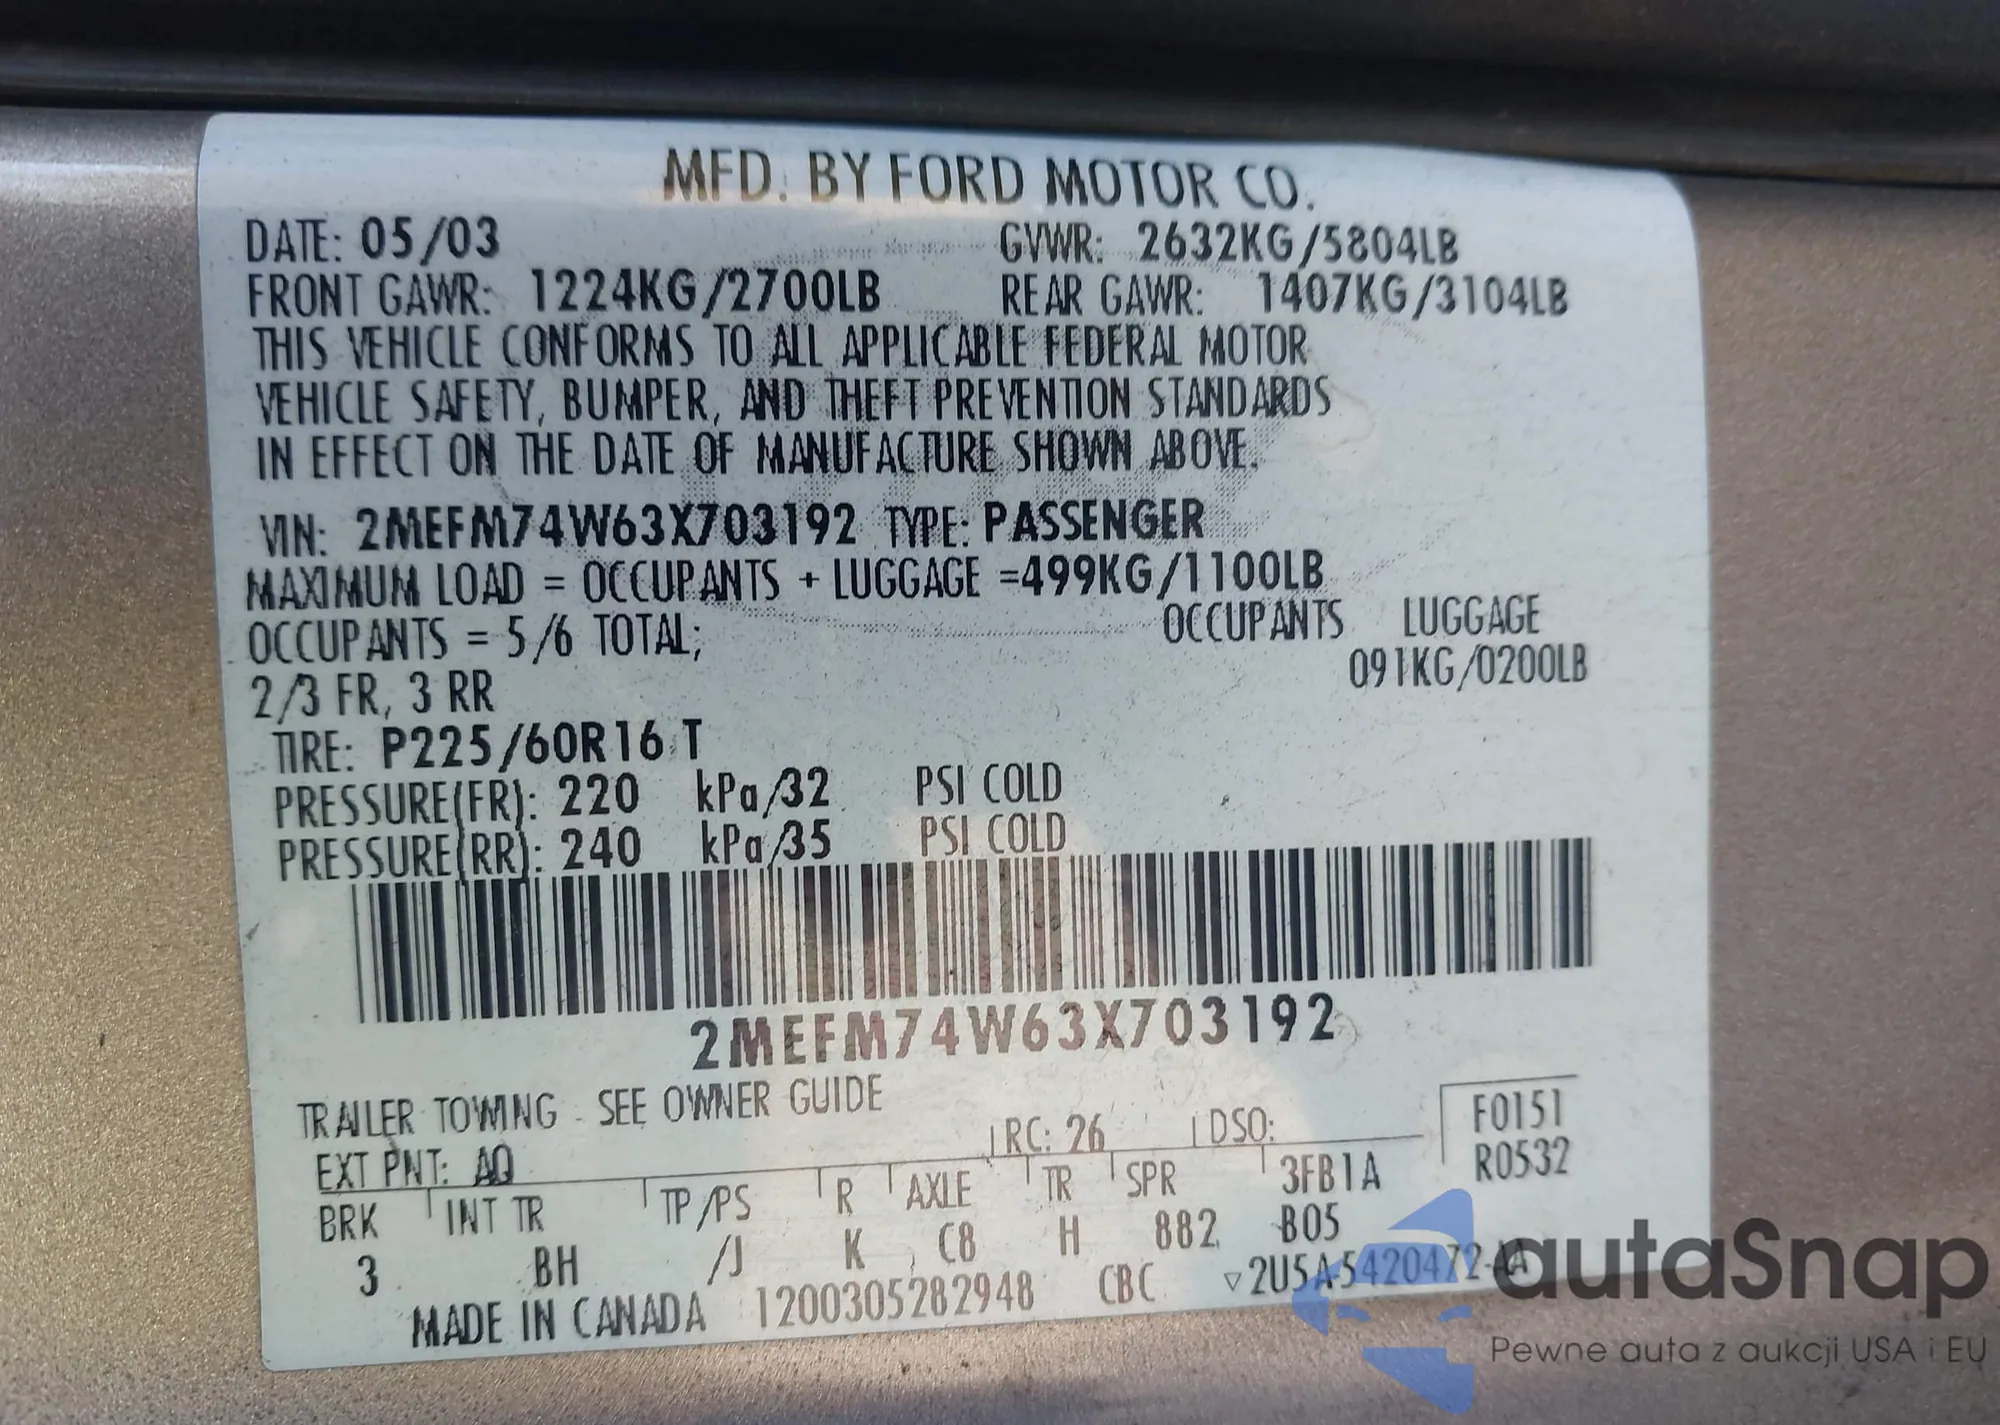 MFD. BY FORD MOTOR CO.
DATE: 05/03 GVWR: 2632KG/5804LB
FRONT GAWR: 1224KG/2700LB REAR GAWR: 1407KG/3104LB
THIS VEHICLE CONFORMS TO ALL APPLICABLE FEDERAL MOTOR
VEHICLE SAFETY, BUMPER, AND THEFT PREVENTION STANDARDS
IN EFFECT ON THE DATE OF MANUFACTURE SHOWN ABOVE.
VIN: 2MEFM74W63X703192 TYPE: PASSENGER
MAXIMUM LOAD = OCCUPANTS + LUGGAGE =499KG/1100LB
OCCUPANTS = 5/6 TOTAL; OCCUPANTS LUGGAGE
2/3 FR, 3 RR 091KG/0200LB
TIRE: P225/60R16 T
PRESSURE(FR): 220 kPa/32 PSI COLD
PRESSURE(RR): 240 kPa/35 PSI COLD
2MEFM74W63X703192
TRAILER TOWING - SEE OWNER GUIDE
EXT PNT: AQ RC: 26 DSO: F0151
R0532
BRK INT TR TP/PS R AXLE TR SPR 3FB1A
3 BH /J K C8 H 882 B05
MADE IN CANADA 1200305282948 CBC ▽2U5A-5420472-AA
autaSnap
Pewne auta z aukcji USA i EU